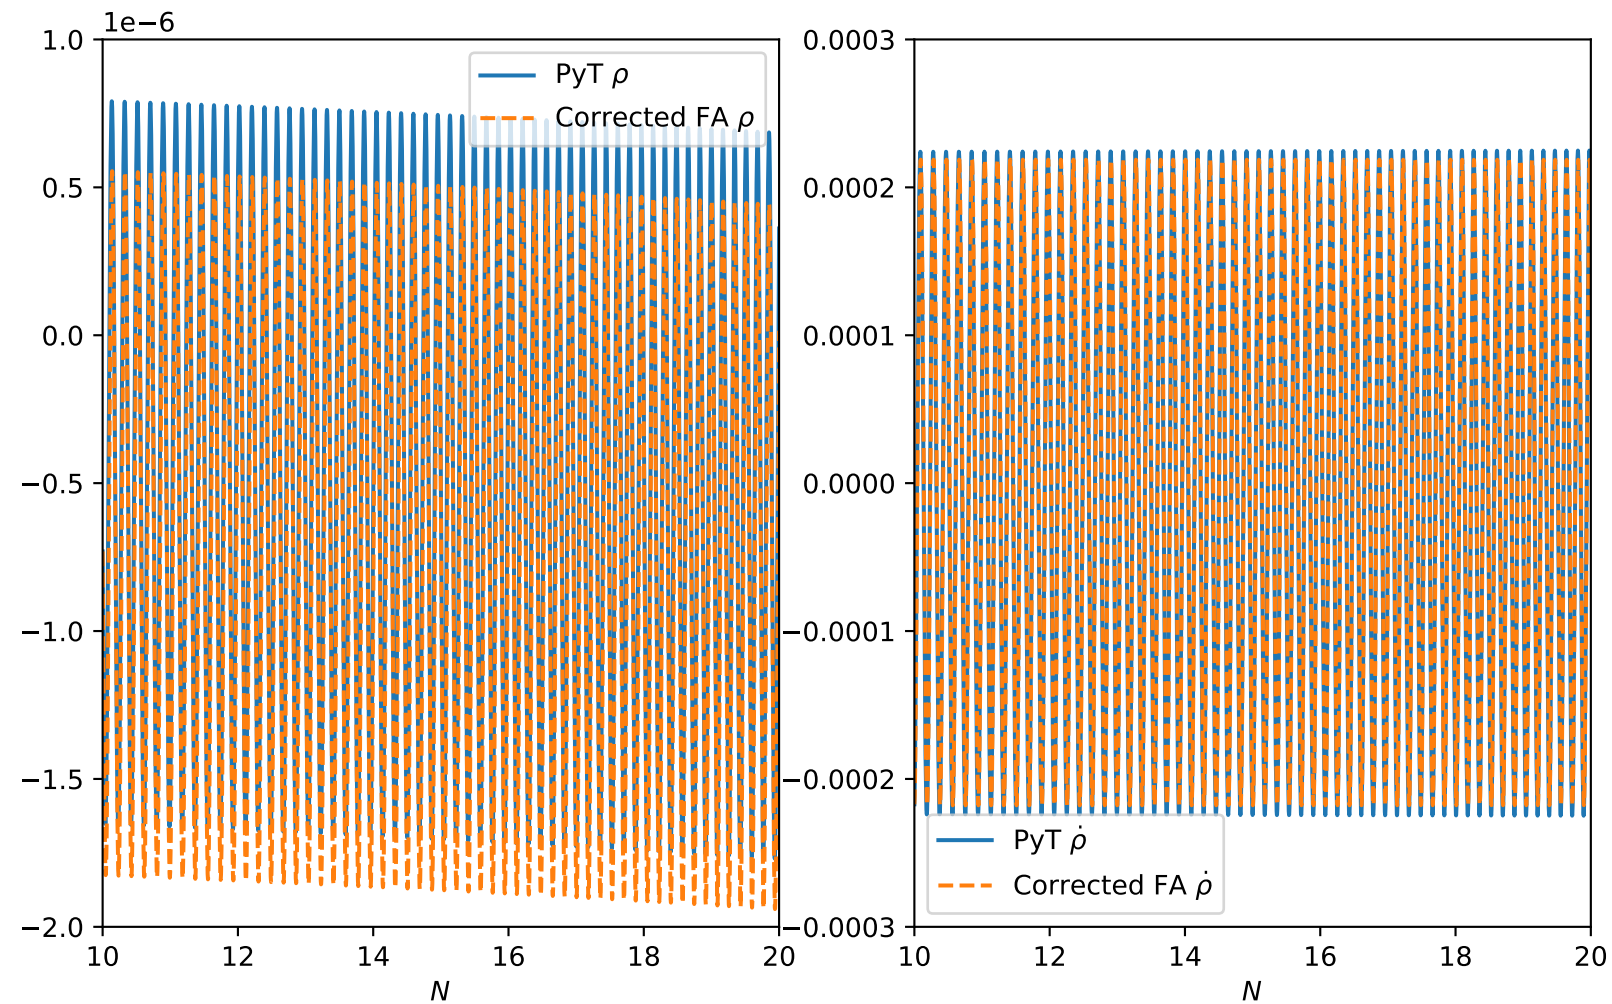 1e−6
1.0
0.5
0.0
−0.5
−1.0
−1.5
−2.0
10 12 14 16 18 20
N
PyT ρ
Corrected FA ρ
0.0003
0.0002
0.0001
0.0000
−0.0001
−0.0002
−0.0003
10 12 14 16 18 20
N
PyT ρ̇
Corrected FA ρ̇